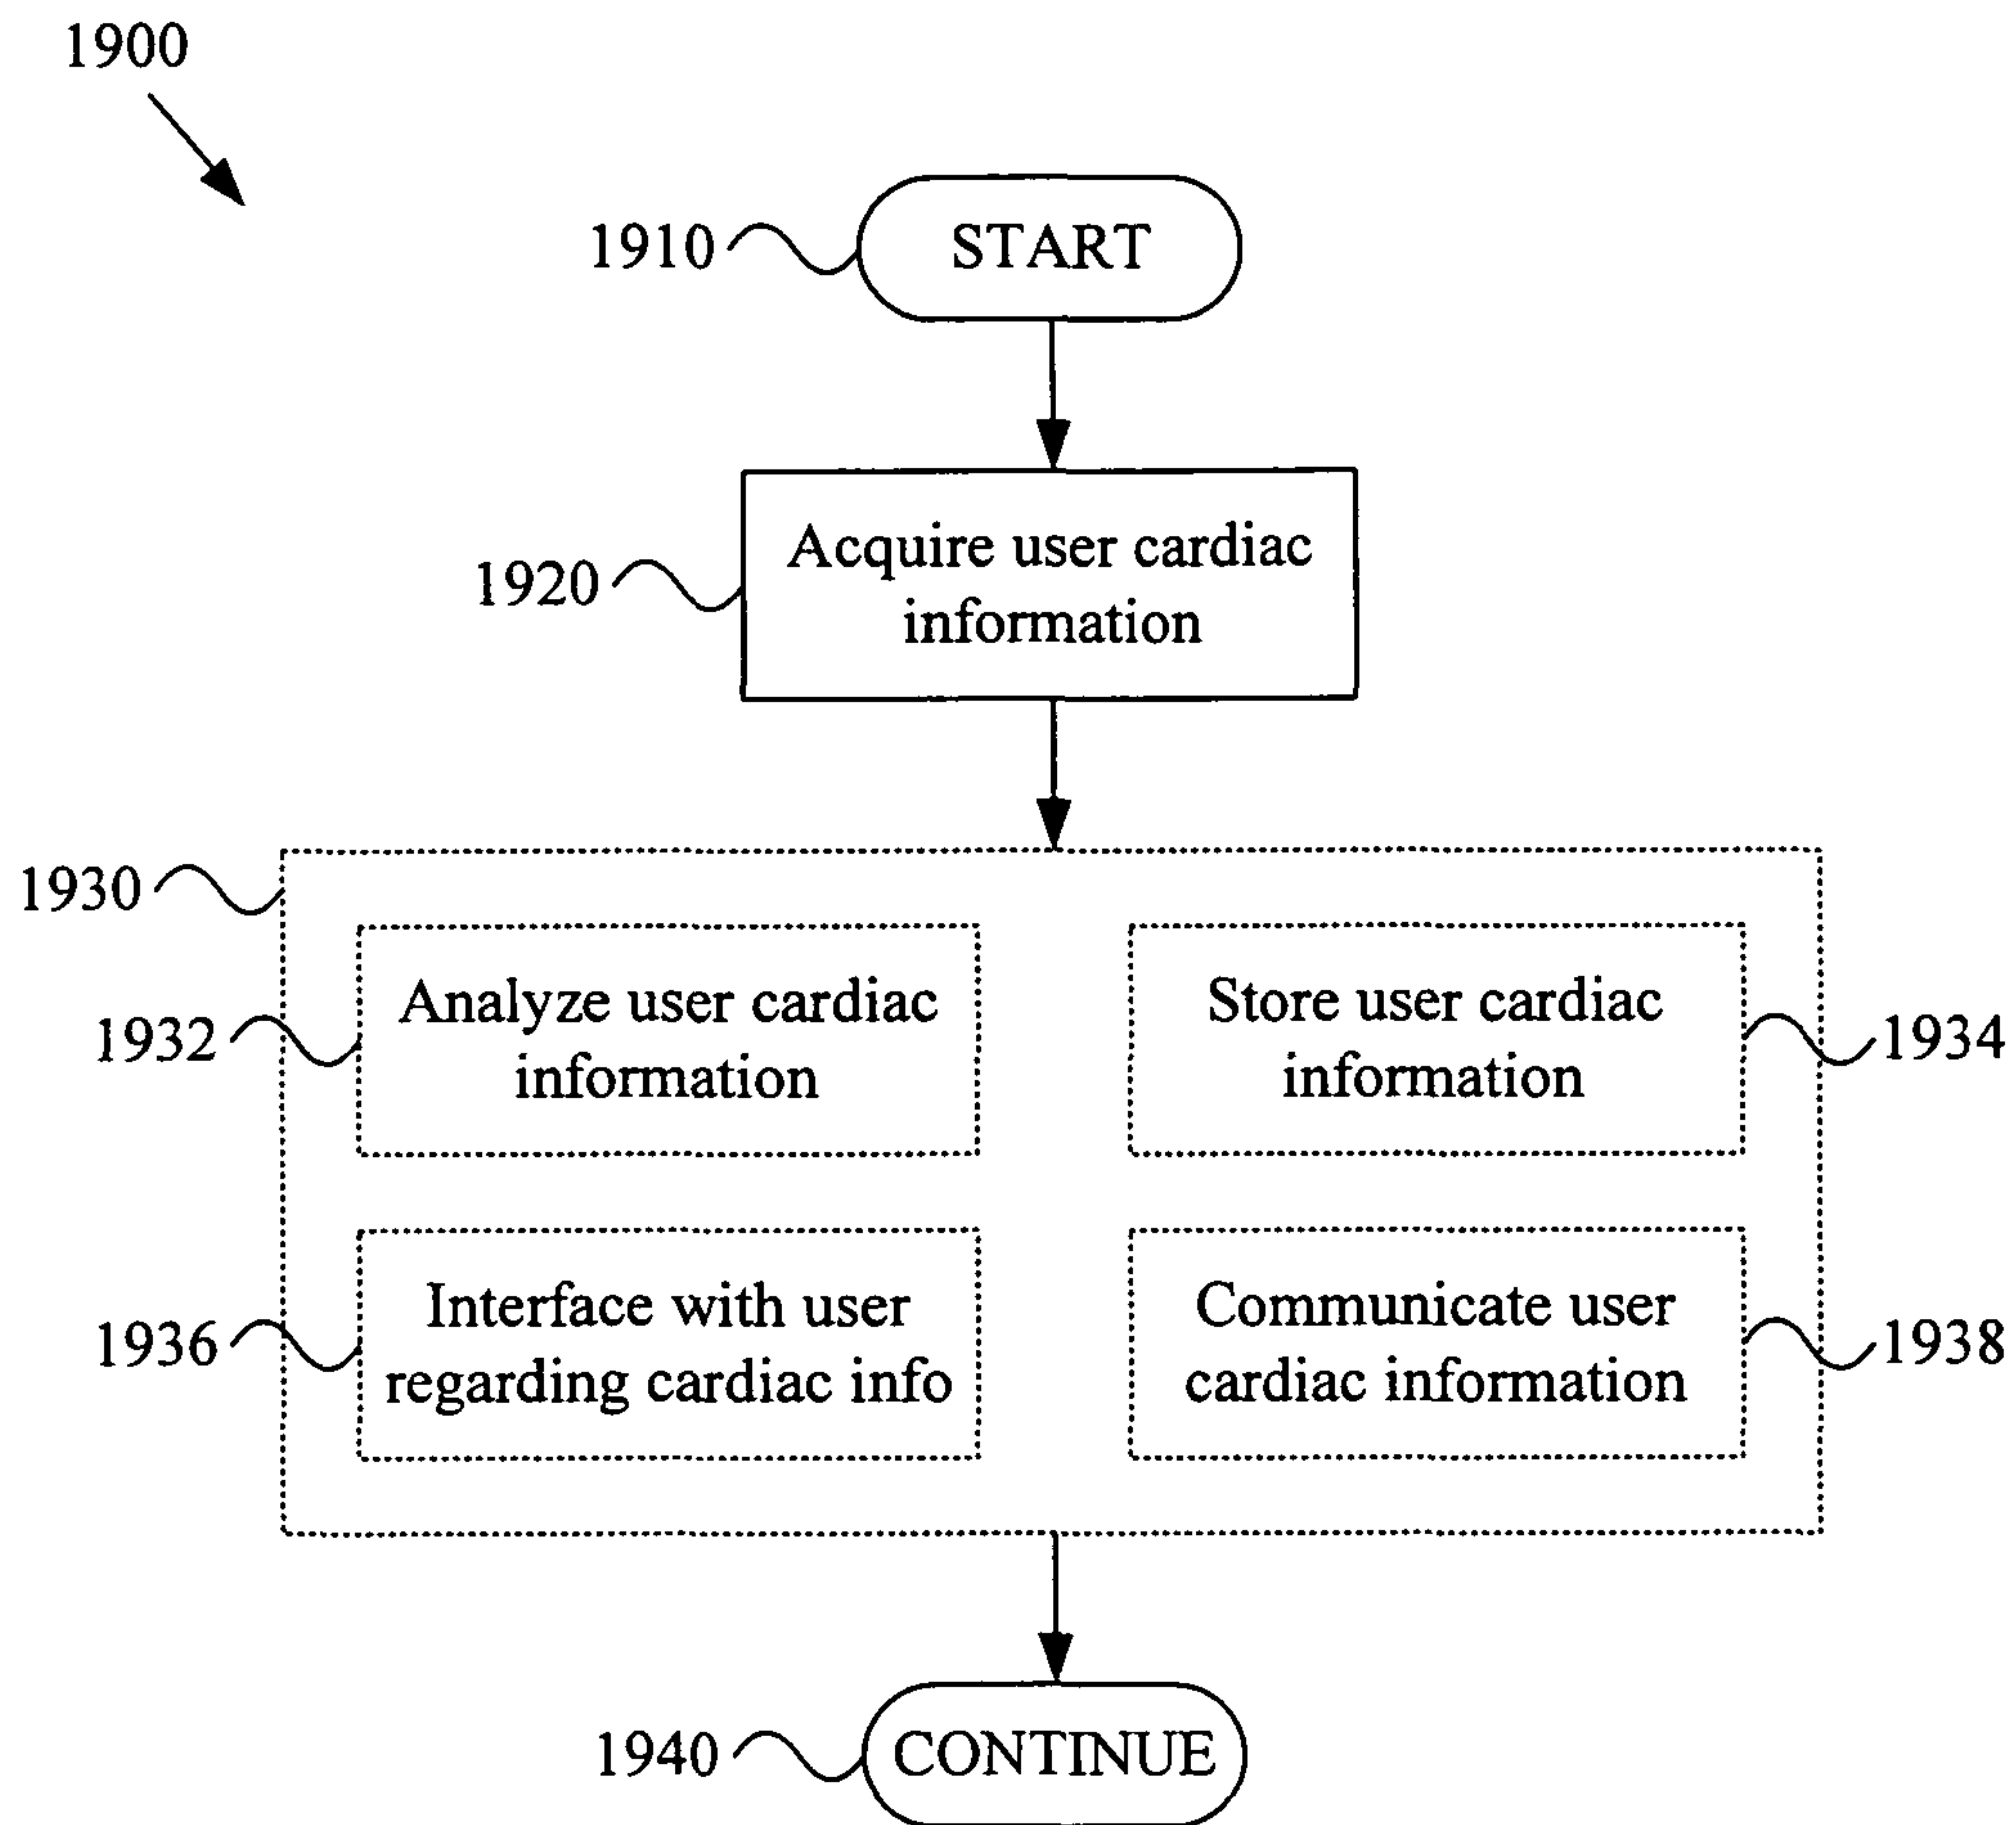 1900
1910
START
1920
Acquire user cardiac
information
1930
1932
Analyze user cardiac
information
Store user cardiac
information
1934
1936
Interface with user
regarding cardiac info
Communicate user
cardiac information
1938
1940
CONTINUE